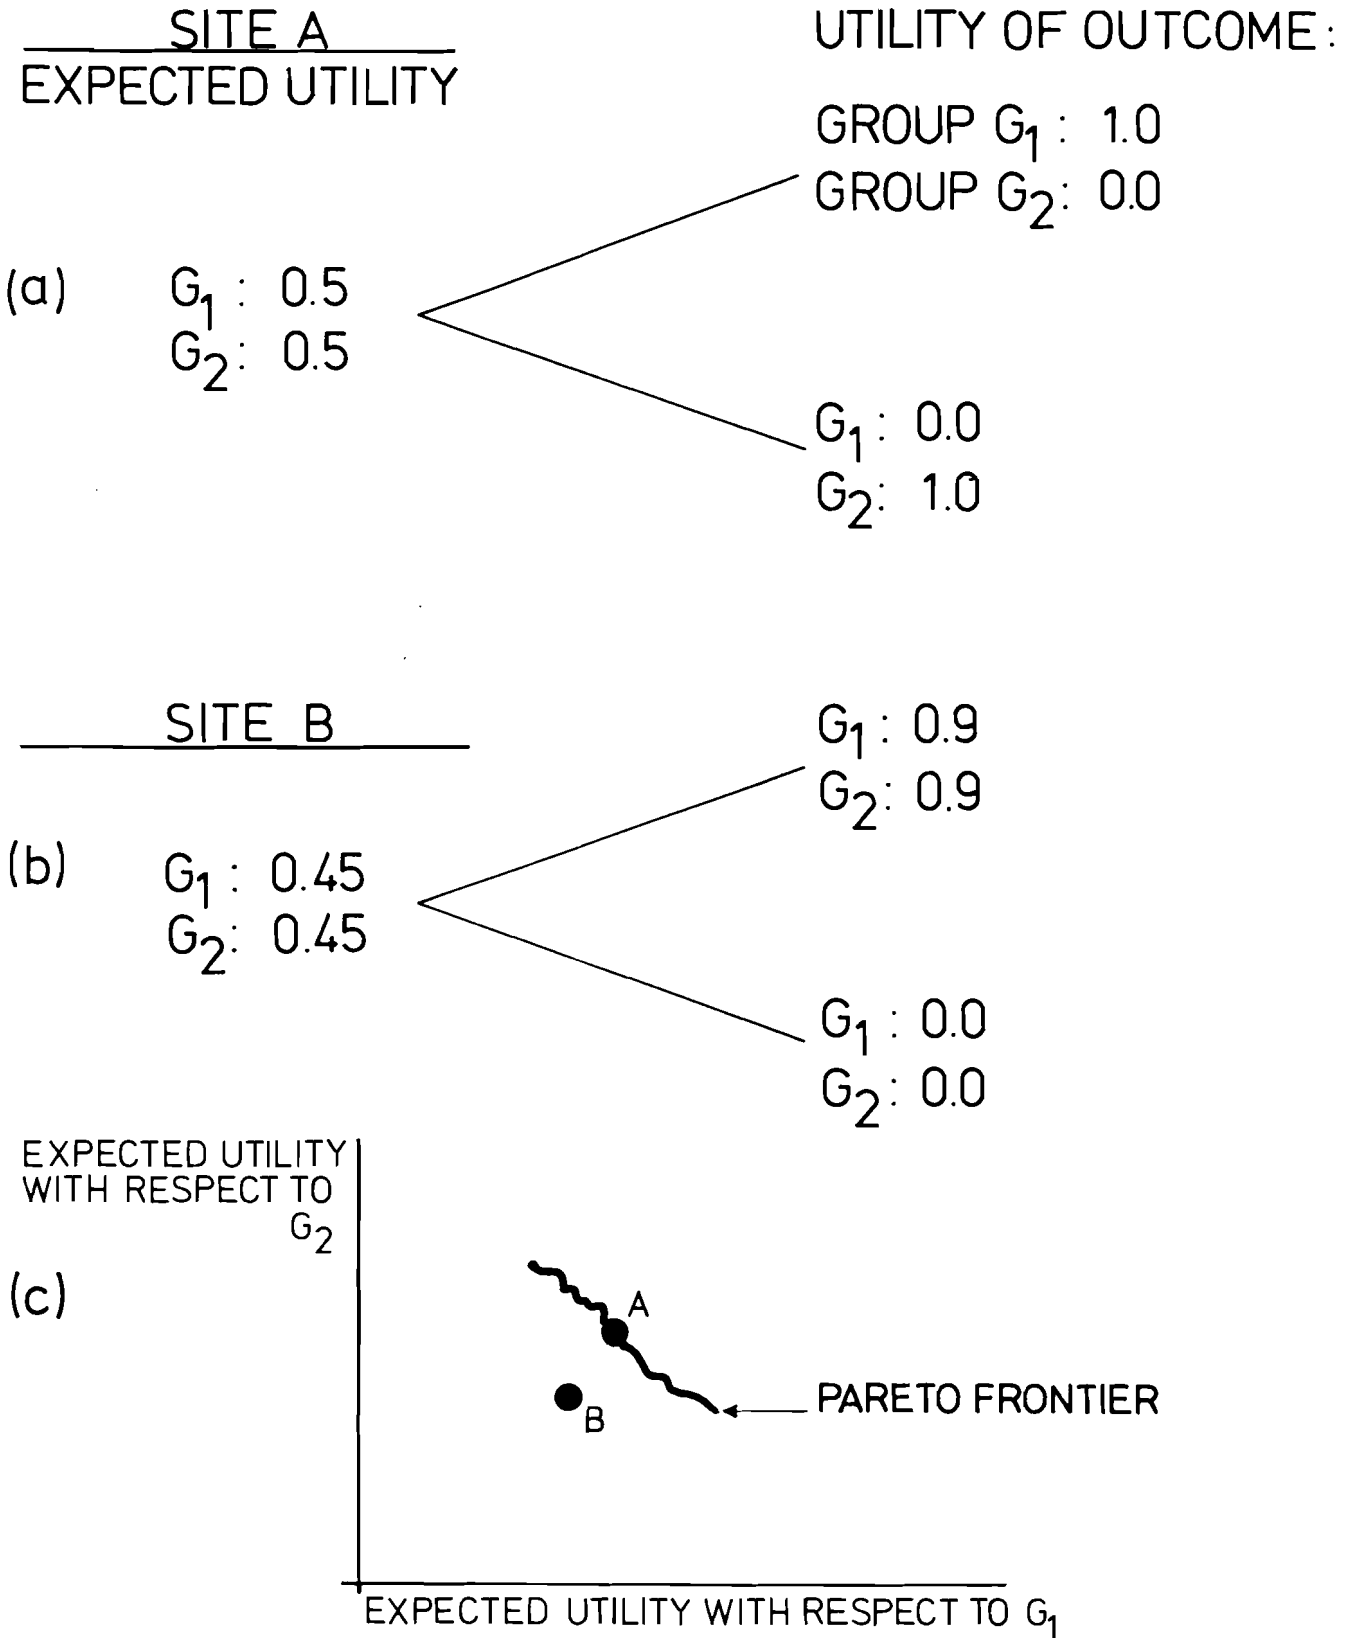 SITE A
EXPECTED UTILITY
UTILITY OF OUTCOME:
GROUP G1: 1.0
GROUP G2: 0.0
(a)
G1: 0.5
G2: 0.5
G1: 0.0
G2: 1.0
SITE B
G1: 0.9
G2: 0.9
(b)
G1: 0.45
G2: 0.45
G1: 0.0
G2: 0.0
EXPECTED UTILITY
WITH RESPECT TO
G2
(c)
A
B
PARETO FRONTIER
EXPECTED UTILITY WITH RESPECT TO G1